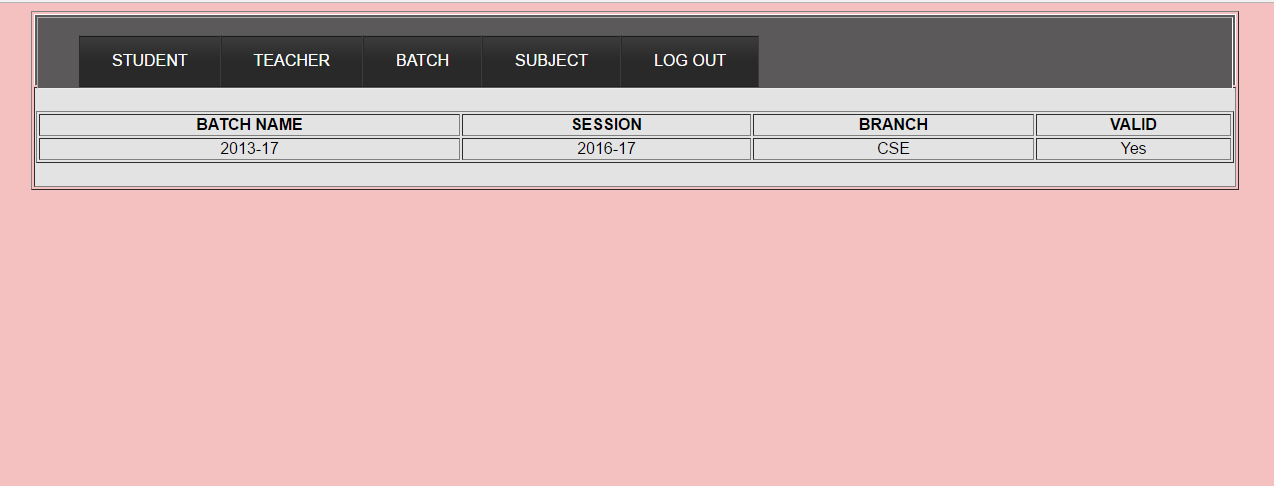 STUDENT TEACHER BATCH SUBJECT LOG OUT
BATCH NAME SESSION BRANCH VALID
2013-17 2016-17 CSE Yes